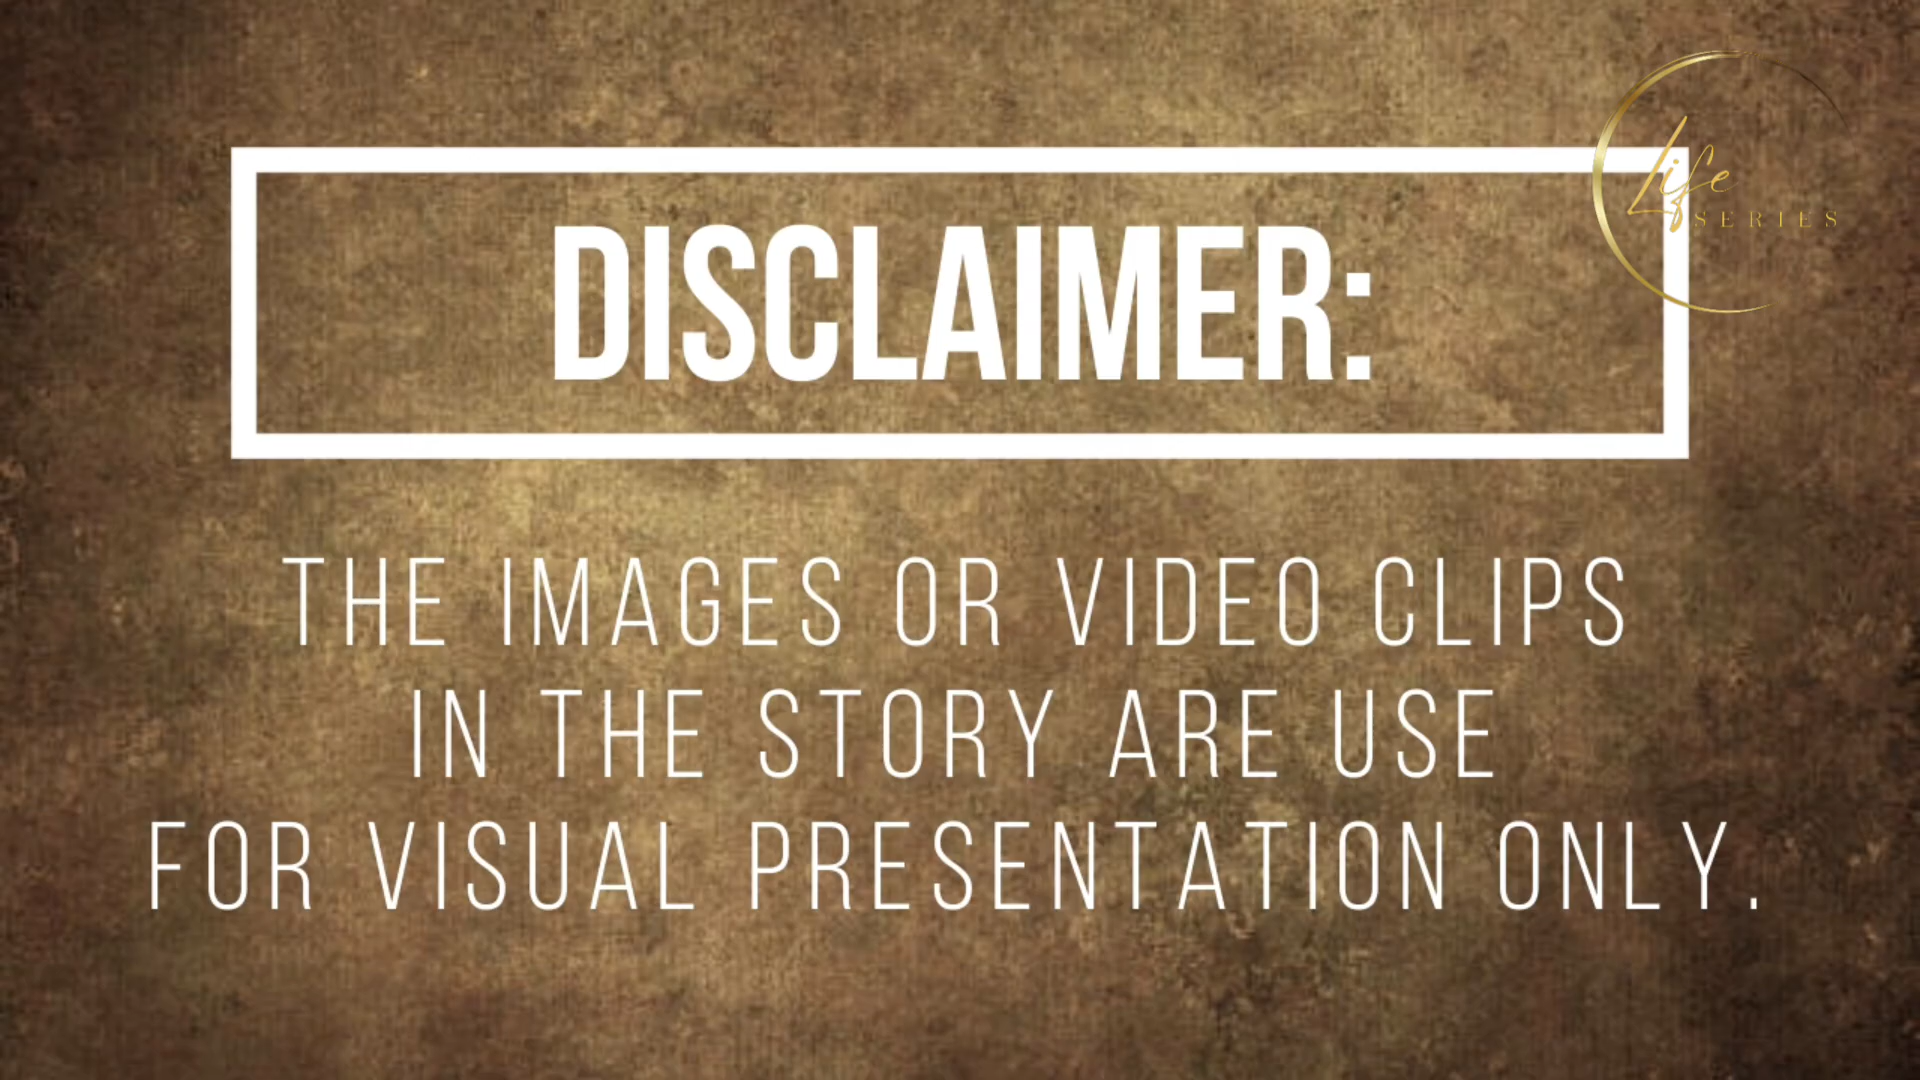 Life
SERIES
DISCLAIMER:
THE IMAGES OR VIDEO CLIPS
IN THE STORY ARE USE
FOR VISUAL PRESENTATION ONLY.